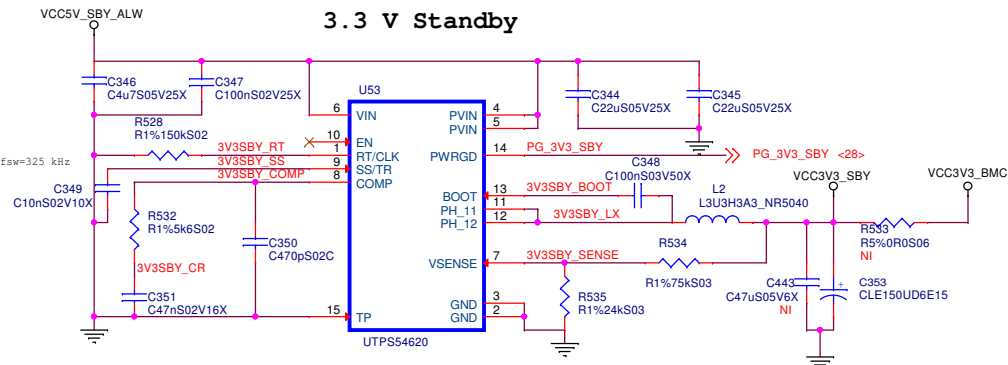 3.3 V Standby
VCC5V_SBY_ALW
C346
C4u7S05V25X
C347
C100nS02V25X
U53
C344
C22uS05V25X
C345
C22uS05V25X
6
VIN
PVIN
4
PVIN
5
R528
R1%150kS02
10
EN
3V3SBY_RT
1
RT/CLK
PWRGD
14
PG_3V3_SBY
PG_3V3_SBY <28>
fsw=325 kHz
3V3SBY_SS
9
SS/TR
3V3SBY_COMP
8
COMP
C348
C100nS03V50X
VCC3V3_SBY
VCC3V3_BMC
C349
C10nS02V10X
BOOT
13
3V3SBY_BOOT
L2
L3U3H3A3_NR5040
PH_11
11
PH_12
12
3V3SBY_LX
R532
R1%5k6S02
R533
R5%0R0S06
NI
C350
C470pS02C
R534
R1%75kS03
VSENSE
7
3V3SBY_SENSE
3V3SBY_CR
C351
C47nS02V16X
R535
R1%24kS03
C443
C47uS05V6X
NI
C353
CLE150UD6E15
+
GND
3
GND
2
15
TP
UTPS54620